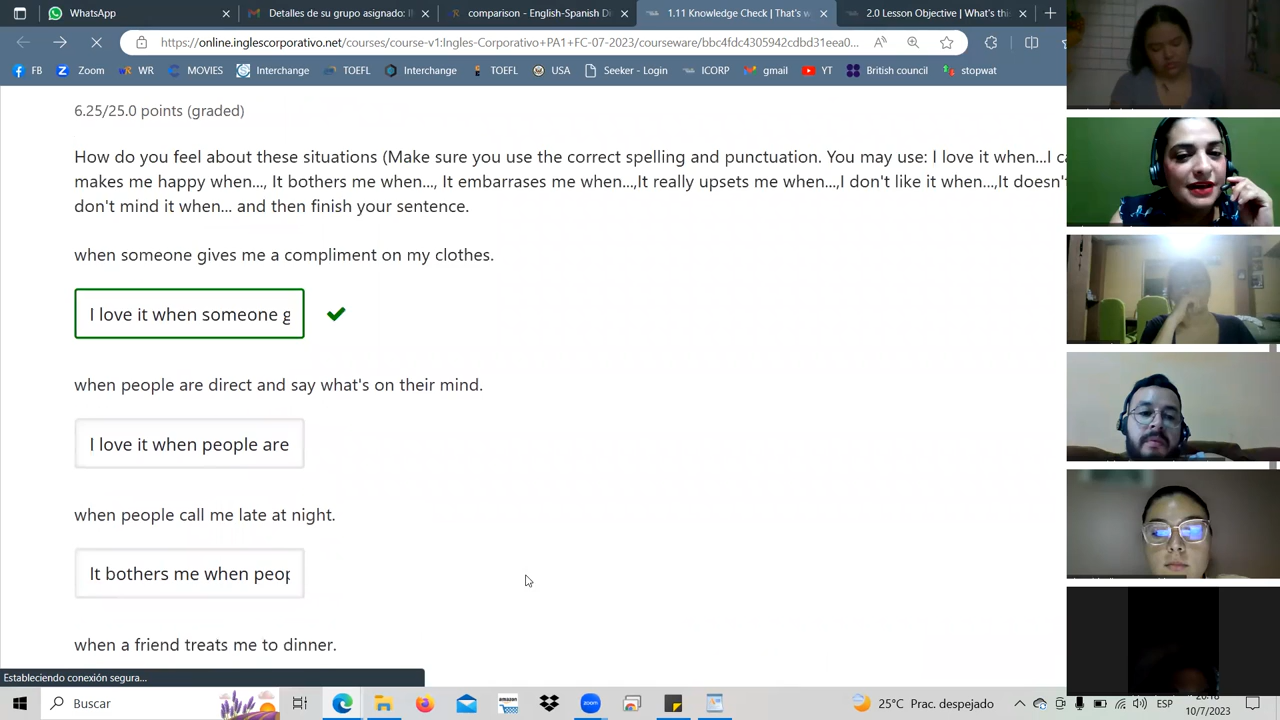 WhatsApp
Detalles de su grupo asignado: I
comparison - English-Spanish Di
1.11 Knowledge Check | That's w
2.0 Lesson Objective | What's thi
https://online.inglescorporativo.net/courses/course-v1:Ingles-Corporativo+PA1+FC-07-2023/courseware/bbc4fdc4305942cdbd31eea0...
FB
Zoom
WR
MOVIES
Interchange
TOEFL
Interchange
TOEFL
USA
Seeker - Login
ICORP
gmail
YT
British council
stopwat
6.25/25.0 points (graded)
How do you feel about these situations (Make sure you use the correct spelling and punctuation. You may use: I love it when...I ca
makes me happy when..., It bothers me when..., It embarrases me when...,It really upsets me when...,I don't like it when...,It doesn't
don't mind it when... and then finish your sentence.
when someone gives me a compliment on my clothes.
I love it when someone g
when people are direct and say what's on their mind.
I love it when people are
when people call me late at night.
It bothers me when peop
when a friend treats me to dinner.
Estableciendo conexión segura...
Buscar
amazon
zoom
25°C Prac. despejado
ESP
10/7/2023